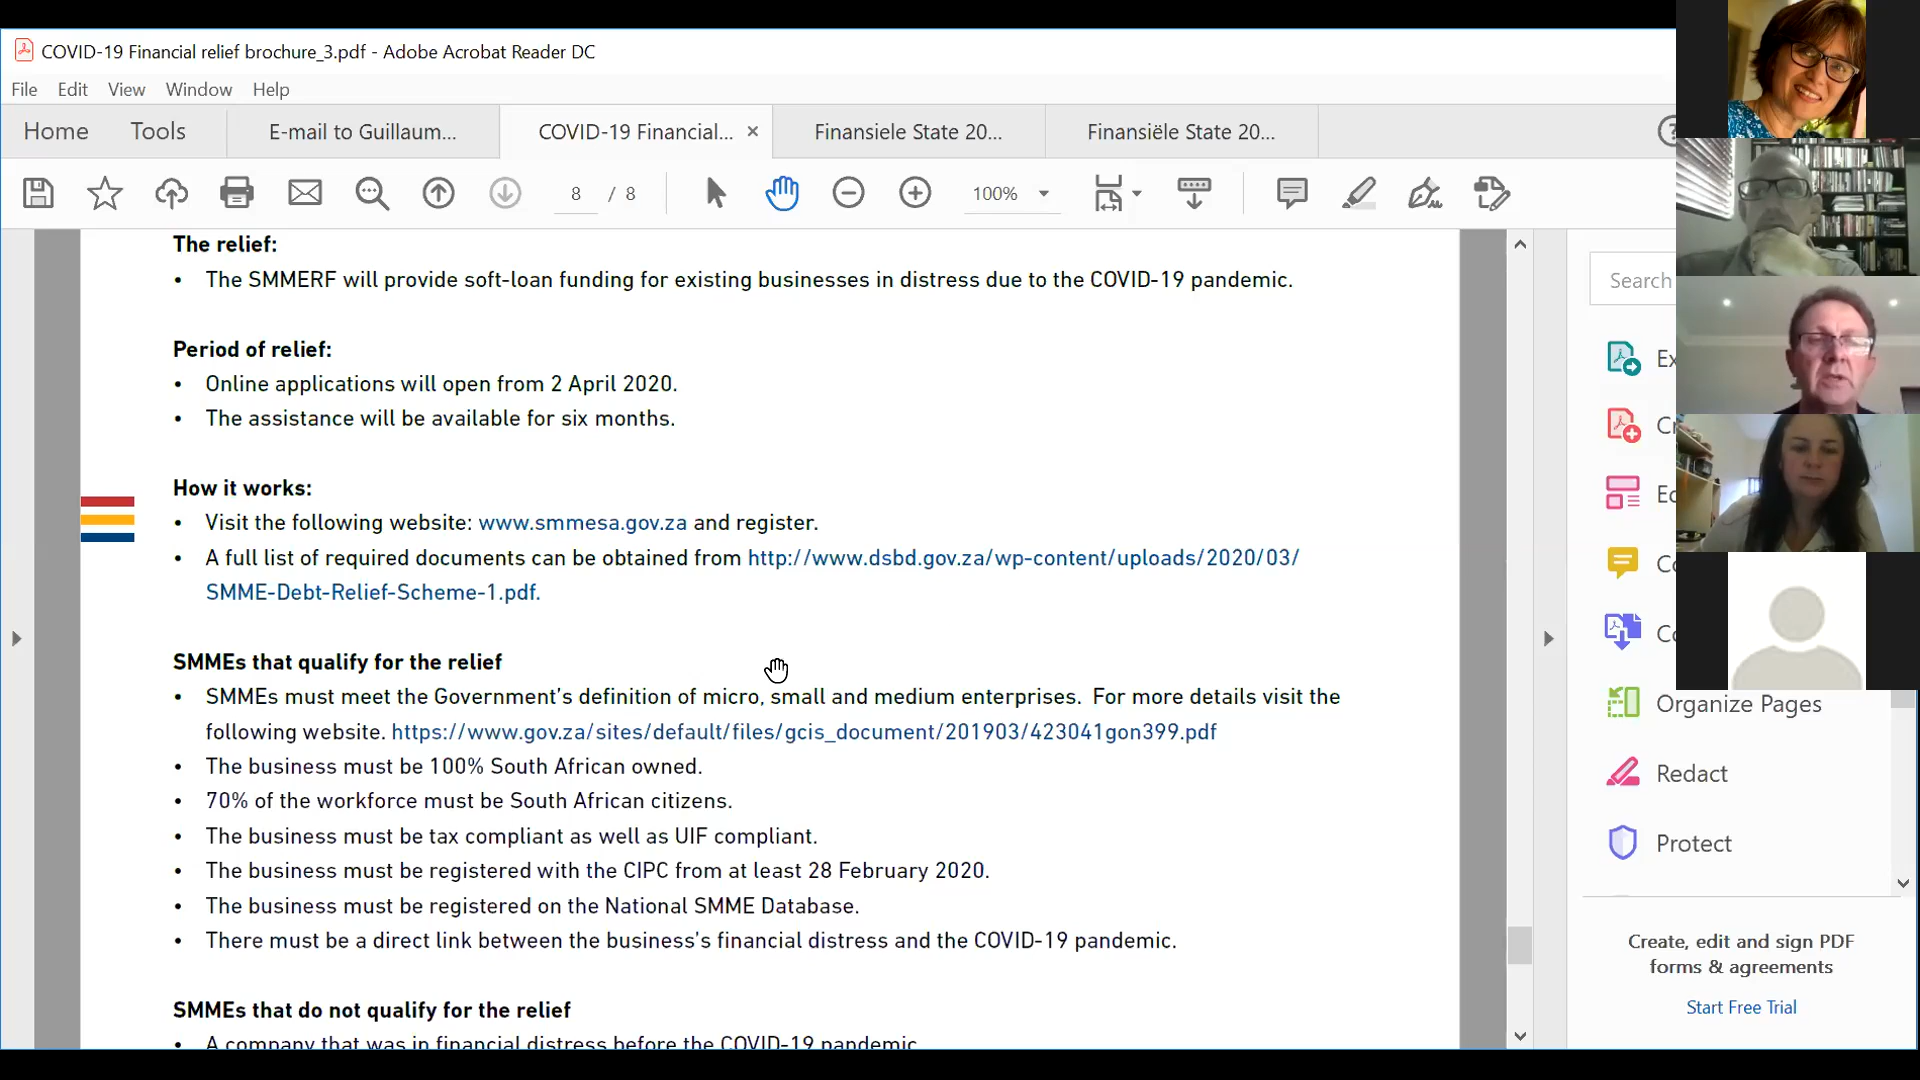 COVID-19 Financial relief brochure_3.pdf - Adobe Acrobat Reader DC
File Edit View Window Help
Home Tools E-mail to Guillaum... COVID-19 Financial... × Finansiele State 20... Finansiële State 20...
8 / 8 100%
The relief:
• The SMMERF will provide soft-loan funding for existing businesses in distress due to the COVID-19 pandemic.
Period of relief:
• Online applications will open from 2 April 2020.
• The assistance will be available for six months.
How it works:
• Visit the following website: www.smmesa.gov.za and register.
• A full list of required documents can be obtained from http://www.dsbd.gov.za/wp-content/uploads/2020/03/
SMME-Debt-Relief-Scheme-1.pdf.
SMMEs that qualify for the relief
• SMMEs must meet the Government's definition of micro, small and medium enterprises. For more details visit the
following website. https://www.gov.za/sites/default/files/gcis_document/201903/423041gon399.pdf
• The business must be 100% South African owned.
• 70% of the workforce must be South African citizens.
• The business must be tax compliant as well as UIF compliant.
• The business must be registered with the CIPC from at least 28 February 2020.
• The business must be registered on the National SMME Database.
• There must be a direct link between the business's financial distress and the COVID-19 pandemic.
SMMEs that do not qualify for the relief
• A company that was in financial distress before the COVID-19 pandemic
Search
Organize Pages
Redact
Protect
Create, edit and sign PDF
forms & agreements
Start Free Trial